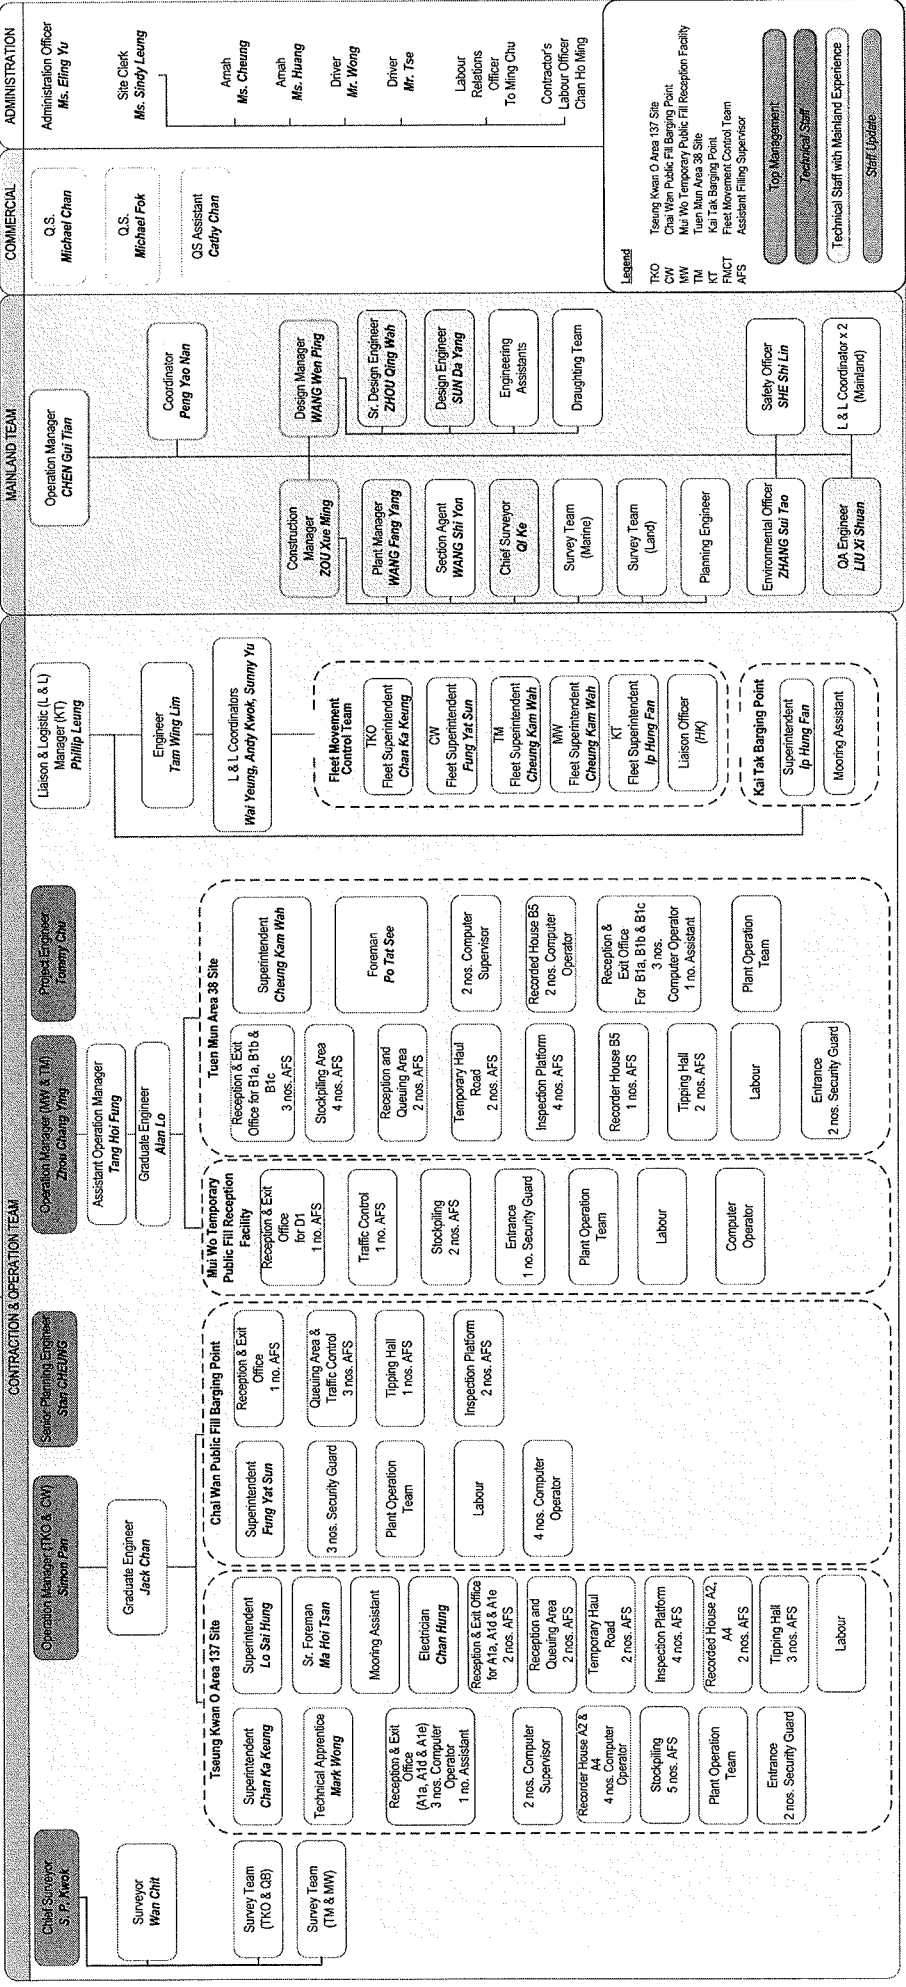 CONTRACTION & OPERATION TEAM
Chief Surveyor
S. P. Kwok
Surveyor
Wan Chit
Survey Team
(TKO & QB)
Survey Team
(TM & MW)
Operation Manager (TKO & CW)
Simon Pan
Senior Planning Engineer
Stan CHEUNG
Graduate Engineer
Jack Chan
Tseung Kwan O Area 137 Site
Superintendent
Chan Ka Keung
Technical Apprentice
Mark Wong
Reception & Exit
Office
(A1a, A1d & A1e)
3 nos. Computer
Operator
1 no. Assistant
2 nos. Computer
Supervisor
Recorder House A2 &
A4
4 nos. Computer
Operator
Stockpiling
5 nos. AFS
Plant Operation
Team
Entrance
2 nos. Security Guard
Superintendent
Lo Sai Hung
Sr. Foreman
Ma Hoi Tsan
Mooring Assistant
Electrician
Chan Hung
Reception & Exit Office
for A1a, A1d & A1e
2 nos. AFS
Reception and
Queuing Area
2 nos. AFS
Temporary Haul
Road
2 nos. AFS
Inspection Platform
4 nos. AFS
Recorded House A2,
A4
2 nos. AFS
Tipping Hall
3 nos. AFS
Labour
Chai Wan Public Fill Barging Point
Superintendent
Fung Yat Sun
3 nos. Security Guard
Plant Operation
Team
Labour
4 nos. Computer
Operator
Reception & Exit
Office
1 no. AFS
Queuing Area &
Traffic Control
3 nos. AFS
Tipping Hall
1 nos. AFS
Inspection Platform
2 nos. AFS
Operation Manager (MW & TM)
Zhou Chang Ying
Project Engineer
Tommy Chu
Assistant Operation Manager
Tang Hoi Fung
Graduate Engineer
Alan Lo
Mui Wo Temporary
Public Fill Reception
Facility
Reception & Exit
Office
for D1
1 no. AFS
Traffic Control
1 no. AFS
Stockpiling
2 nos. AFS
Entrance
1 no. Security Guard
Plant Operation
Team
Labour
Computer
Operator
Tuen Mun Area 38 Site
Reception & Exit
Office for B1a, B1b &
B1c
3 nos. AFS
Stockpiling Area
4 nos. AFS
Reception and
Queuing Area
2 nos. AFS
Temporary Haul
Road
2 nos. AFS
Inspection Platform
4 nos. AFS
Recorder House B5
1 nos. AFS
Tipping Hall
2 nos. AFS
Labour
Entrance
2 nos. Security Guard
Superintendent
Cheung Kam Wah
Foreman
Po Tat See
2 nos. Computer
Supervisor
Recorded House B5
2 nos. Computer
Operator
Reception &
Exit Office
For B1a, B1b & B1c
3 nos.
Computer Operator
1 no. Assistant
Plant Operation
Team
Liaison & Logistic (L & L)
Manager (KT)
Philip Leung
Engineer
Tam Wing Lim
L & L Coordinators
Wai Yeung, Andy Kwok, Sunny Yu
Fleet Movement
Control Team
TKO
Fleet Superintendent
Chan Ka Keung
CW
Fleet Superintendent
Fung Yat Sun
TM
Fleet Superintendent
Cheung Kam Wah
MW
Fleet Superintendent
Cheung Kam Wah
KT
Fleet Superintendent
Ip Hung Fan
Liaison Officer
(HK)
Kai Tak Barging Point
Superintendent
Ip Hung Fan
Mooring Assistant
MAINLAND TEAM
Operation Manager
CHEN Gui Tian
Coordinator
Peng Yao Nan
Construction
Manager
ZOU Xue Ming
Plant Manager
WANG Fang Yang
Section Agent
WANG Shi Yon
Chief Surveyor
QI Ke
Survey Team
(Marine)
Survey Team
(Land)
Planning Engineer
Environmental Officer
ZHANG Sui Tao
QA Engineer
LIU Xi Shuan
Design Manager
WANG Wen Ping
Sr. Design Engineer
ZHOU Qing Wah
Design Engineer
SUN Da Yang
Engineering
Assistants
Draughting Team
Safety Officer
SHE Shi Lin
L & L Coordinator x 2
(Mainland)
COMMERCIAL
Q.S.
Michael Chan
Q.S.
Michael Fok
QS Assistant
Cathy Chan
ADMINISTRATION
Administration Officer
Ms. Eling Yu
Site Clerk
Ms. Sindy Leung
Amah
Ms. Cheung
Amah
Ms. Huang
Driver
Mr. Wong
Driver
Mr. Tse
Labour
Relations
Officer
To Ming Chu
Contractor's
Labour Officer
Chan Ho Ming
Legend
TKO Tseung Kwan O Area 137 Site
CW Chai Wan Public Fill Barging Point
MW Mui Wo Temporary Public Fill Reception Facility
TM Tuen Mun Area 38 Site
KT Kai Tak Barging Point
FMCT Fleet Movement Control Team
AFS Assistant Filing Supervisor
Top Management
Technical Staff
Technical Staff with Mainland Experience
Staff Update